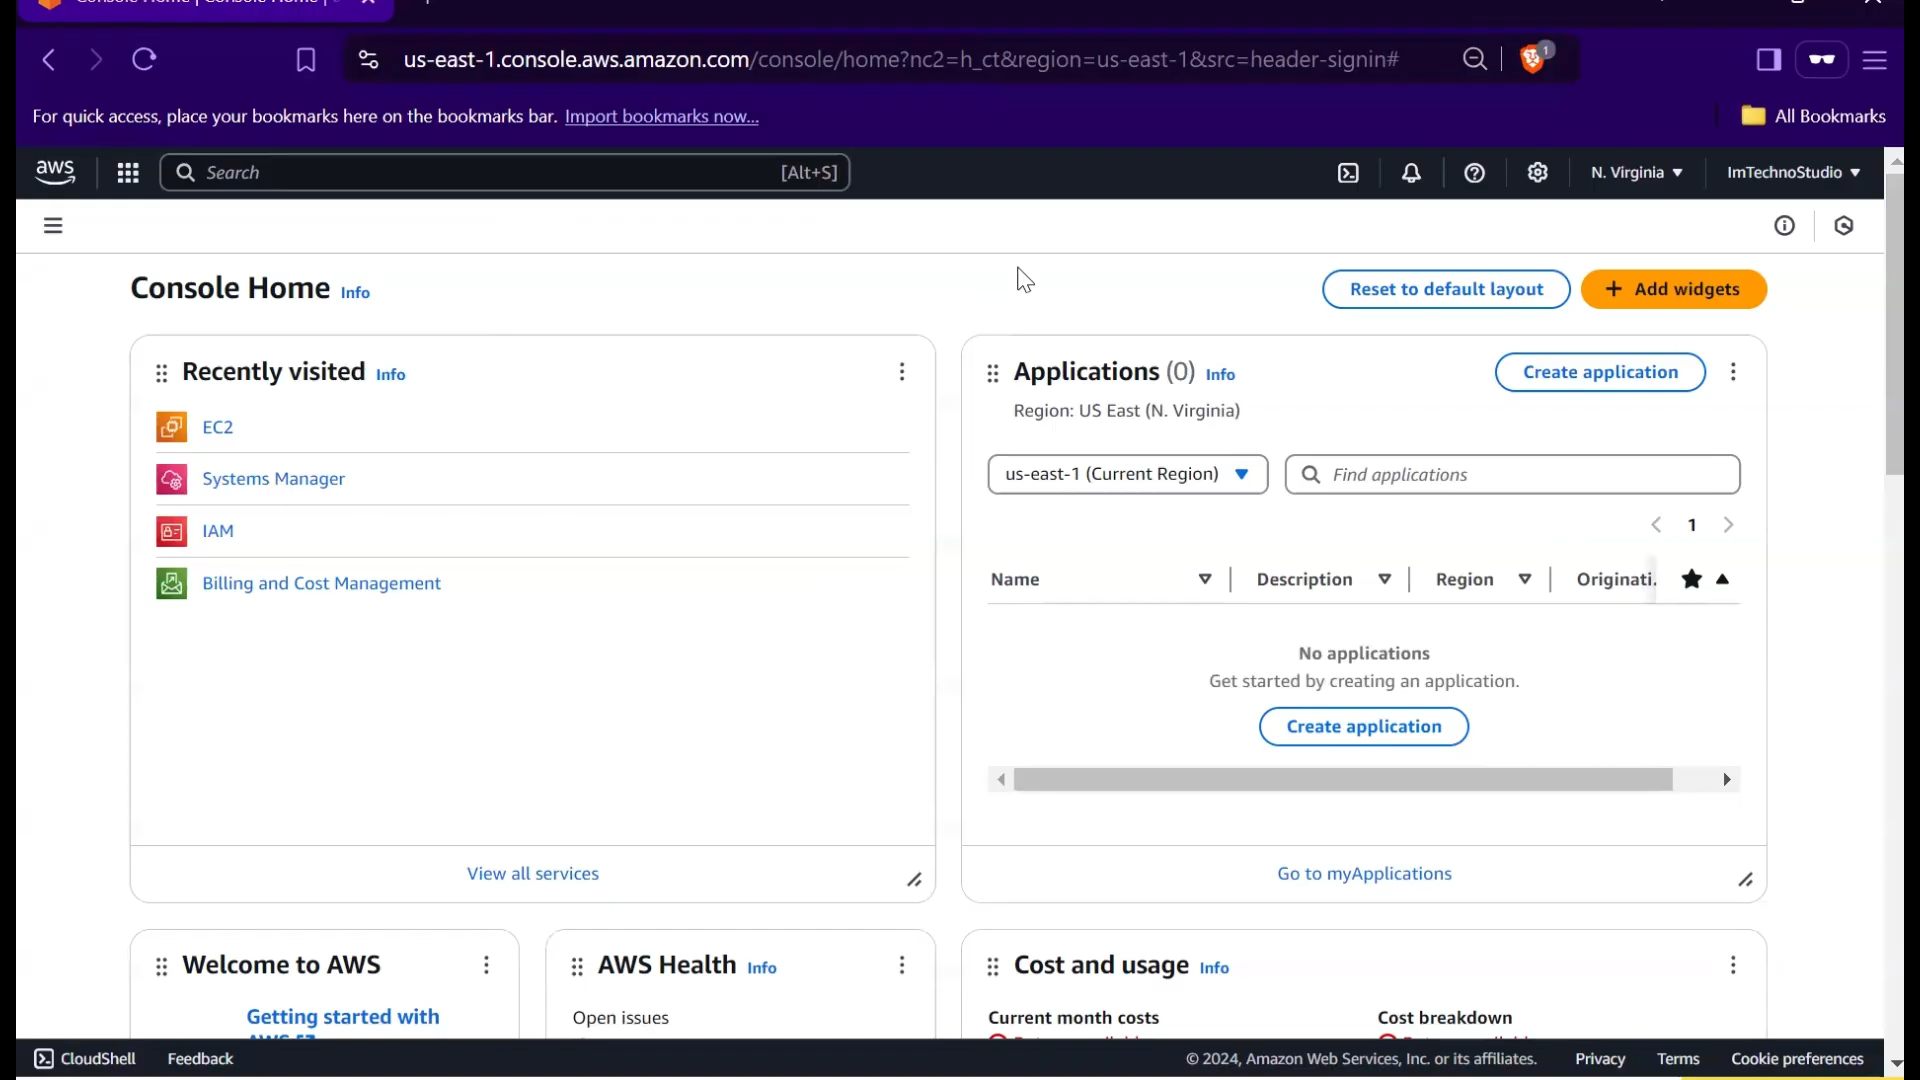 us-east-1.console.aws.amazon.com/console/home?nc2=h_ct&region=us-east-1&src=header-signin#
1
For quick access, place your bookmarks here on the bookmarks bar. Import bookmarks now...
All Bookmarks
aws
Search
[Alt+S]
N. Virginia
ImTechnoStudio
Console Home Info
Reset to default layout
+ Add widgets
Recently visited Info
EC2
Systems Manager
IAM
Billing and Cost Management
View all services
Applications (0) Info
Create application
Region: US East (N. Virginia)
us-east-1 (Current Region)
Find applications
1
Name
Description
Region
Originati.
No applications
Get started by creating an application.
Create application
Go to myApplications
Welcome to AWS
Getting started with
AWS Health Info
Open issues
Cost and usage Info
Current month costs
Cost breakdown
CloudShell
Feedback
© 2024, Amazon Web Services, Inc. or its affiliates.
Privacy
Terms
Cookie preferences